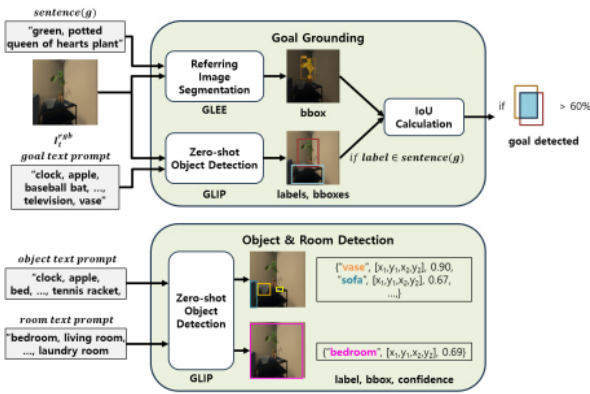 sentence(g)
"green, potted
queen of hearts plant"
I_t^rgb
goal text prompt
"clock, apple,
baseball bat, ...,
television, vase"
Goal Grounding
Referring
Image
Segmentation
GLEE
bbox
Zero-shot
Object Detection
GLIP
labels, bboxes
IoU
Calculation
if label ∈ sentence(g)
if
> 60%
goal detected
Object & Room Detection
object text prompt
"clock, apple,
bed, ..., tennis racket,
room text prompt
"bedroom, living room,
..., laundry room
Zero-shot
Object
Detection
GLIP
{"vase", [x₁,y₁,x₂,y₂], 0.90,
"sofa", [x₁,y₁,x₂,y₂], 0.67,
...,}
{"bedroom", [x₁,y₁,x₂,y₂], 0.69}
label, bbox, confidence